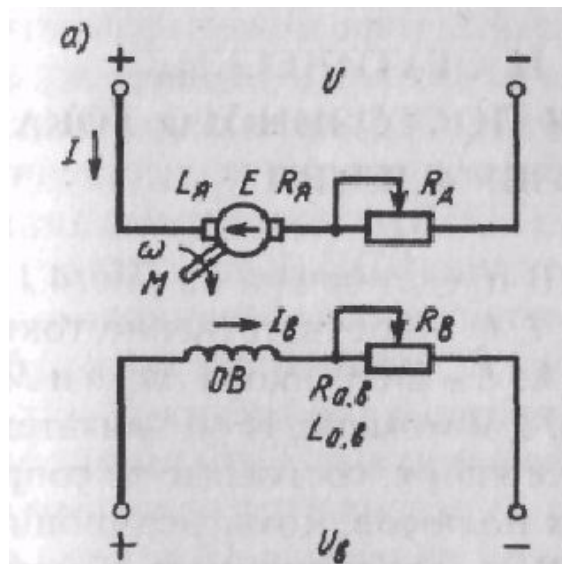 а)
+ U −
I
L_Я E R_Я R_Д
ω
M
I_В R_В
ОВ
R_О,В
L_О,В
+ U_В −